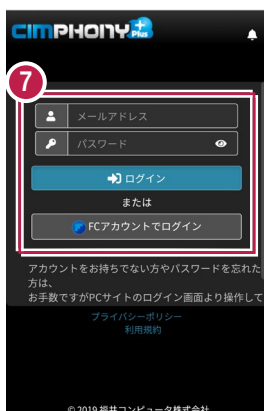 CIMPHONY Plus
7
メールアドレス
パスワード
ログイン
または
FCアカウントでログイン
アカウントをお持ちでない方やパスワードを忘れた
方は、
お手数ですがPCサイトのログイン画面より操作して
プライバシーポリシー
利用規約
© 2019 福井コンピュータ株式会社